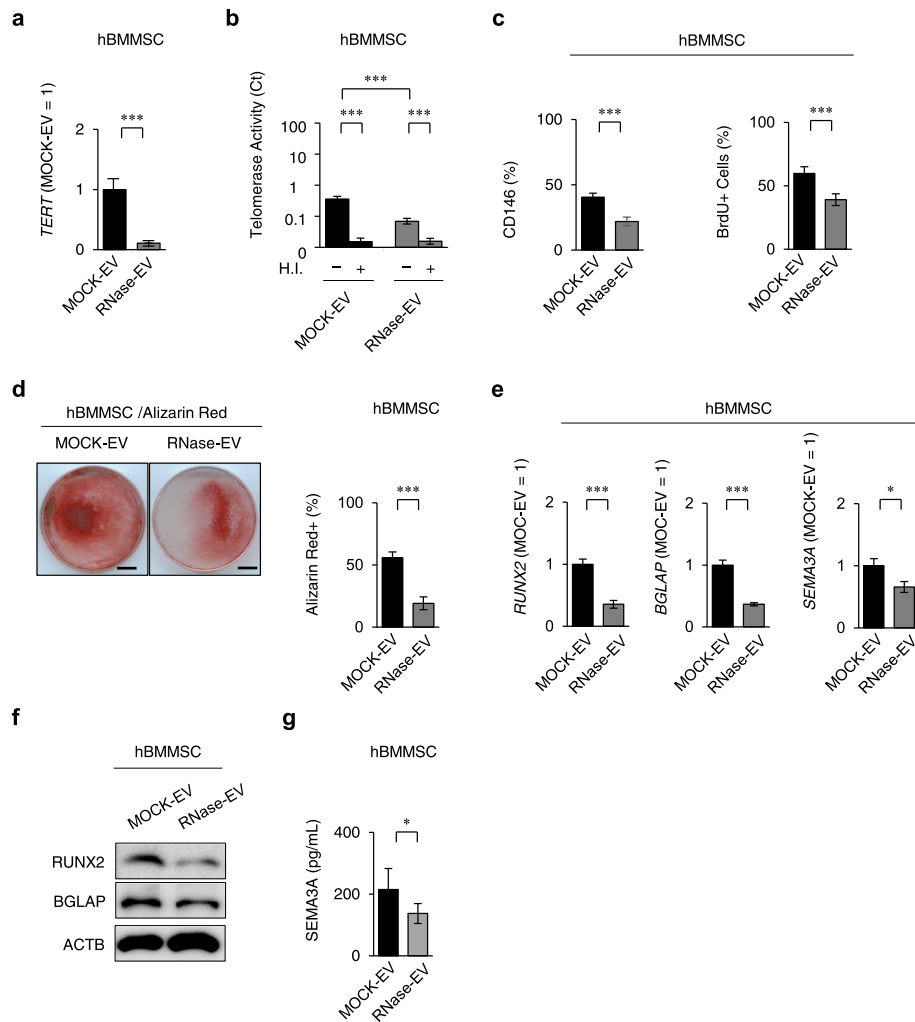 a
hBMMSC
TERT (MOCK-EV = 1)
2
1
0
***
MOCK-EV
RNase-EV
b
hBMMSC
Telomerase Activity (Ct)
100
10
1
0.1
0
***
*** ***
H.I. – + – +
MOCK-EV
RNase-EV
c
hBMMSC
CD146 (%)
100
50
0
***
MOCK-EV
RNase-EV
BrdU+ Cells (%)
100
50
0
***
MOCK-EV
RNase-EV
d
hBMMSC /Alizarin Red
MOCK-EV RNase-EV
hBMMSC
Alizarin Red+ (%)
100
50
0
***
MOCK-EV
RNase-EV
e
hBMMSC
RUNX2 (MOC-EV = 1)
2
1
0
***
MOCK-EV
RNase-EV
BGLAP (MOC-EV = 1)
2
1
0
***
MOCK-EV
RNase-EV
SEMA3A (MOCK-EV = 1)
2
1
0
*
MOCK-EV
RNase-EV
f
hBMMSC
MOCK-EV
RNase-EV
RUNX2
BGLAP
ACTB
g
hBMMSC
SEMA3A (pg/mL)
400
200
0
*
MOCK-EV
RNase-EV